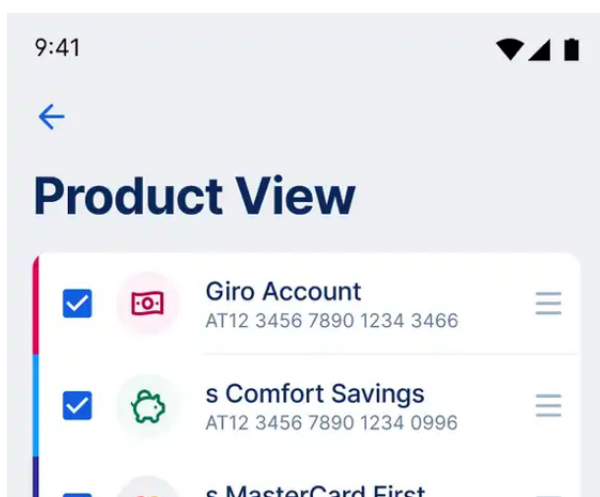 9:41
Product View
Giro Account
AT12 3456 7890 1234 3466
s Comfort Savings
AT12 3456 7890 1234 0996
s MasterCard First